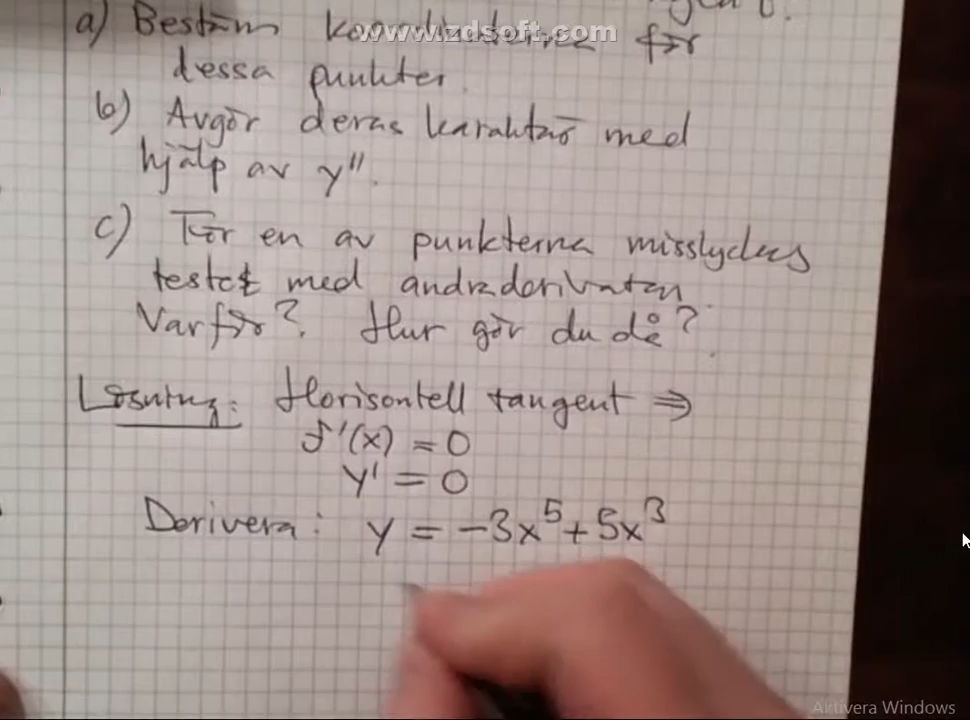 a) Bestäm koordinaterna för
www.zdsoft.com
dessa punkter.
b) Avgör deras karaktär med
hjälp av y".
c) För en av punkterna misslyckas
testet med andraderivatan.
Varför? Hur gör du då?
Lösning: Horisontell tangent ⇒
f'(x) = 0
y' = 0
Derivera: y = -3x⁵ + 5x³
Aktivera Windows